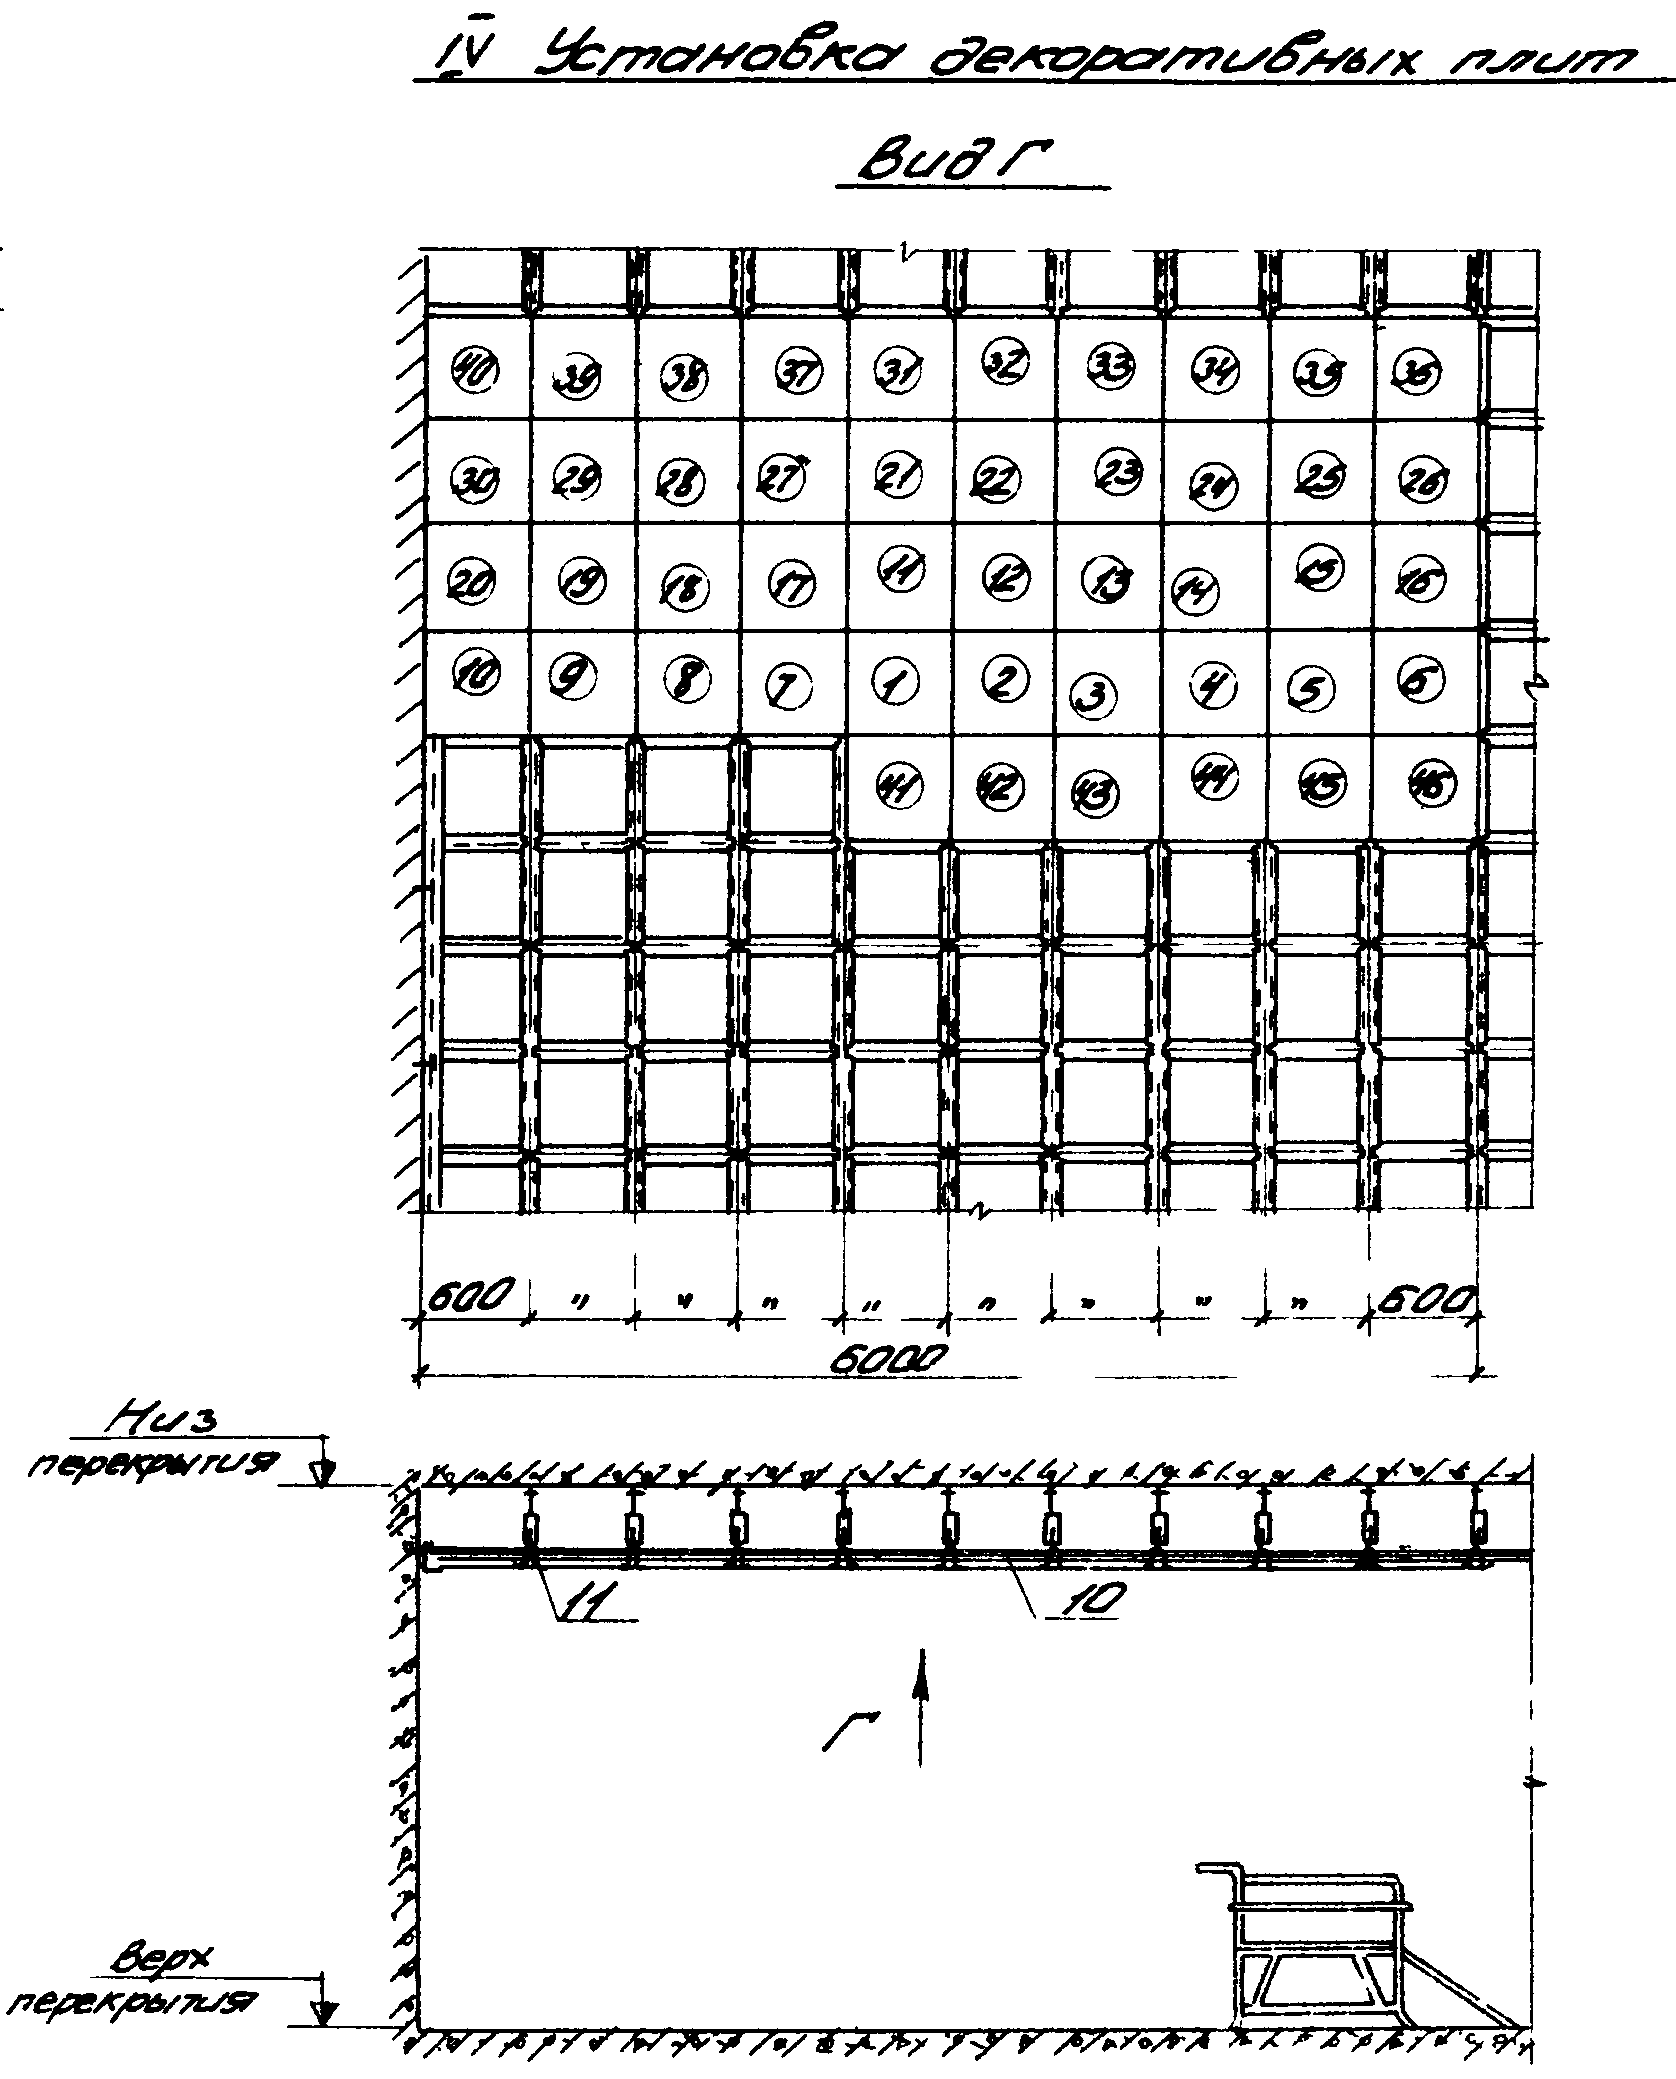 IV Установка декоративных плит
Вид Г
40 39 38 37 31 32 33 34 35 36
30 29 28 27 21 22 23 24 25 26
20 19 18 17 11 12 13 14 15 16
10 9 8 7 1 2 3 4 5 6
41 42 43 44 45 46
600 " " " " " " " " 600
6000
Низ
перекрытия
11 10
Г
Верх
перекрытия